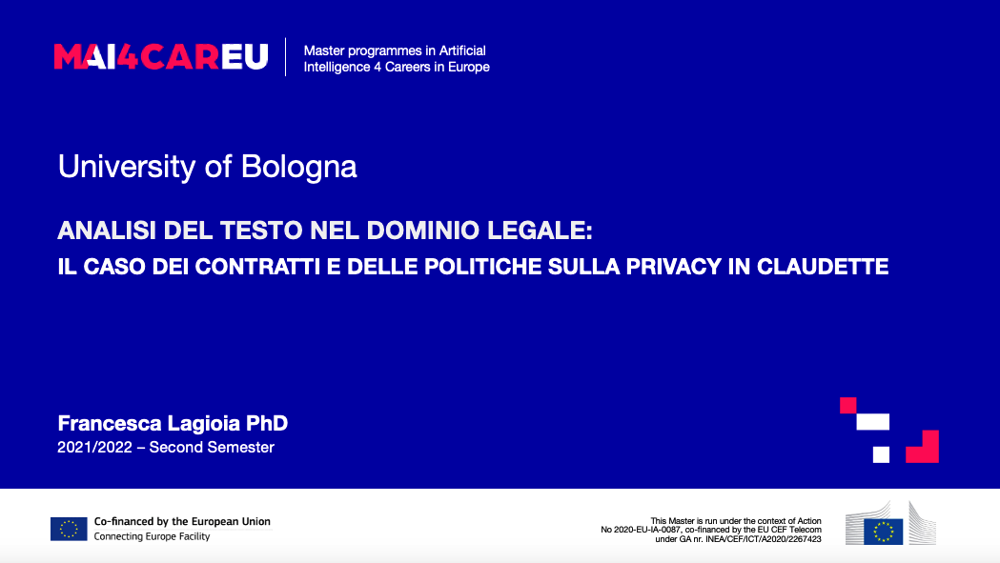 MAI4CAREU
Master programmes in Artificial
Intelligence 4 Careers in Europe
University of Bologna
ANALISI DEL TESTO NEL DOMINIO LEGALE:
IL CASO DEI CONTRATTI E DELLE POLITICHE SULLA PRIVACY IN CLAUDETTE
Francesca Lagioia PhD
2021/2022 – Second Semester
Co-financed by the European Union
Connecting Europe Facility
This Master is run under the context of Action
No 2020-EU-IA-0087, co-financed by the EU CEF Telecom
under GA nr. INEA/CEF/ICT/A2020/2267423